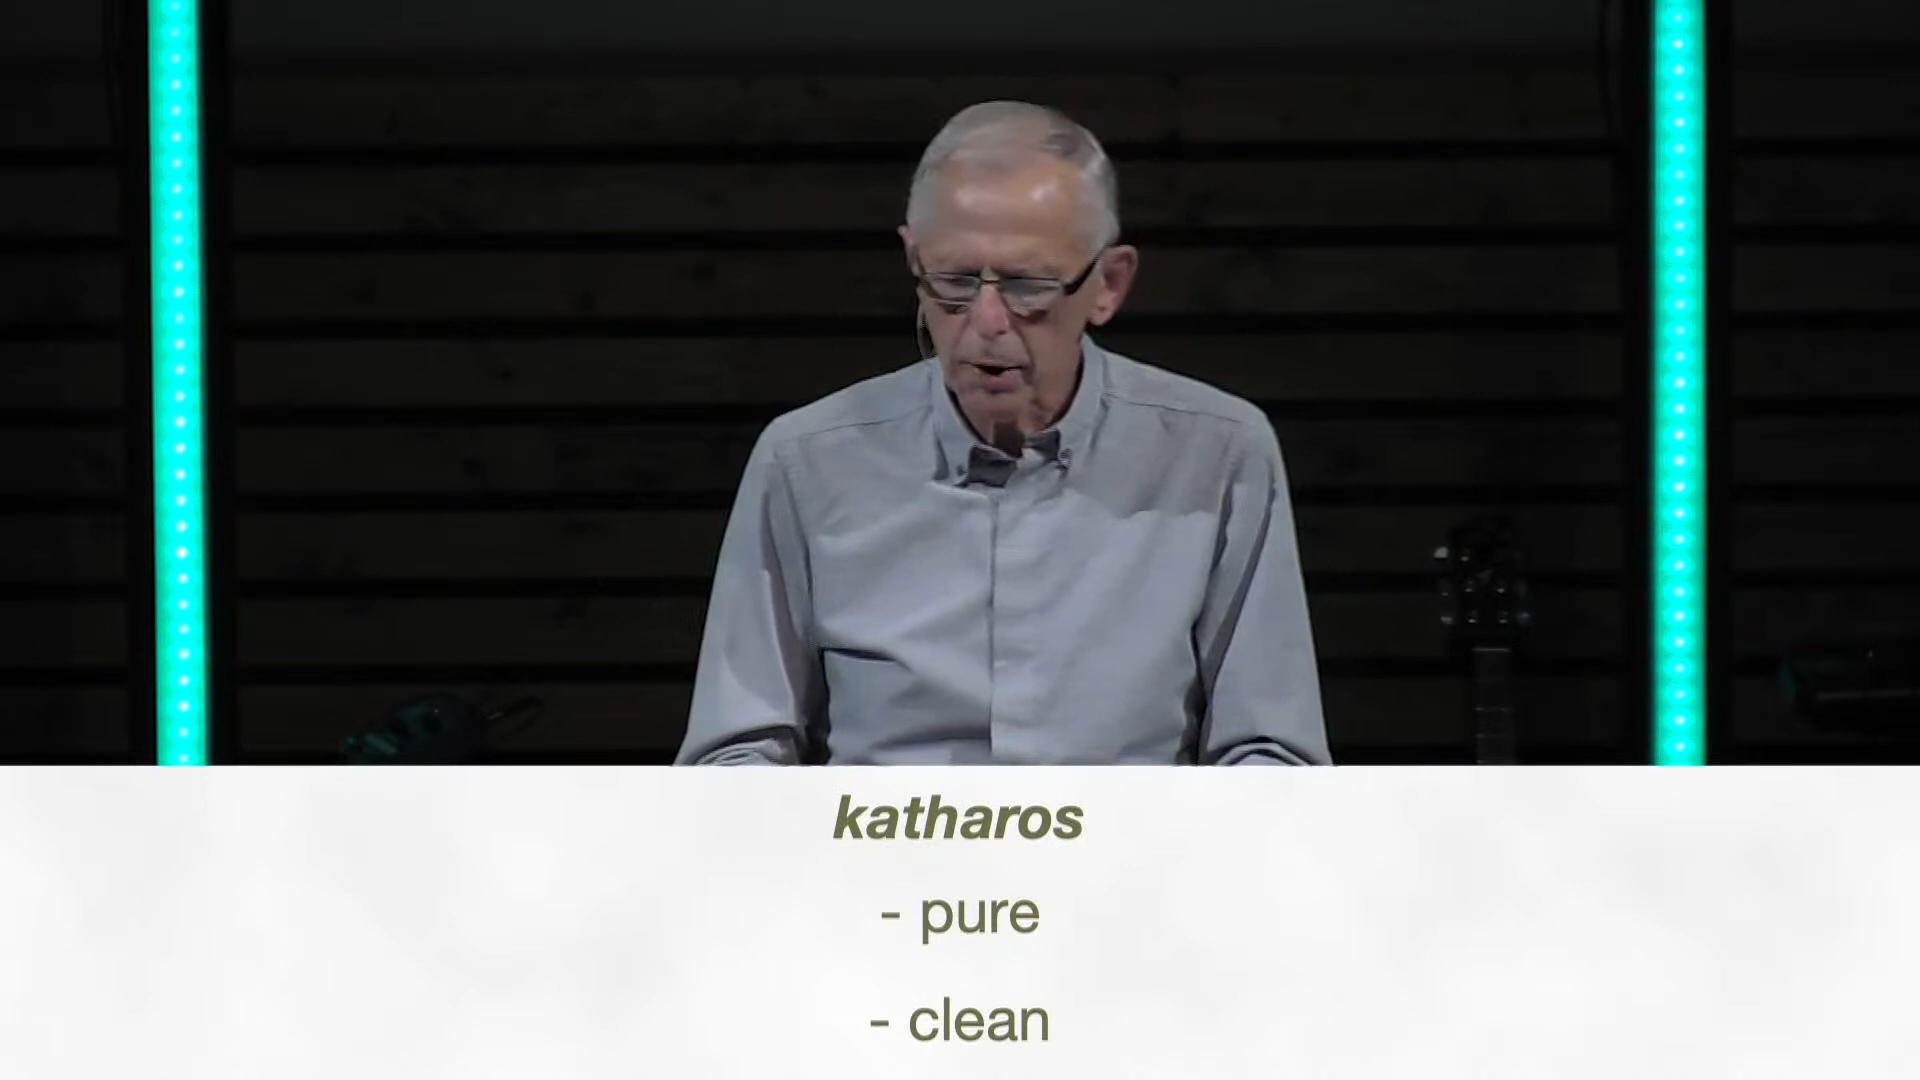 katharos
- pure
- clean